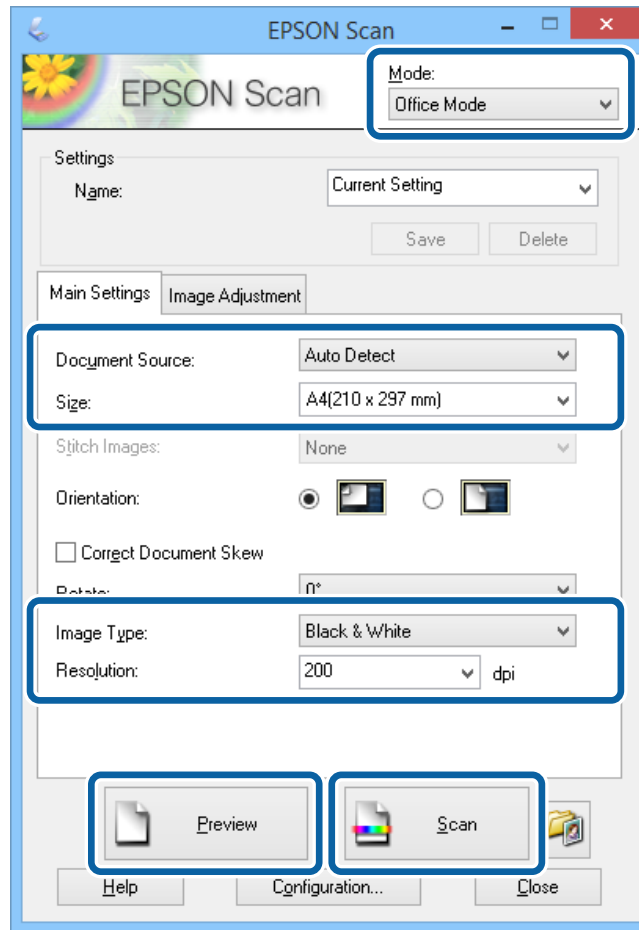 EPSON Scan
EPSON Scan
Mode:
Office Mode
Settings
Name:
Current Setting
Save
Delete
Main Settings
Image Adjustment
Document Source:
Auto Detect
Size:
A4(210 x 297 mm)
Stitch Images:
None
Orientation:
Correct Document Skew
Rotate:
0°
Image Type:
Black & White
Resolution:
200
dpi
Preview
Scan
Help
Configuration...
Close